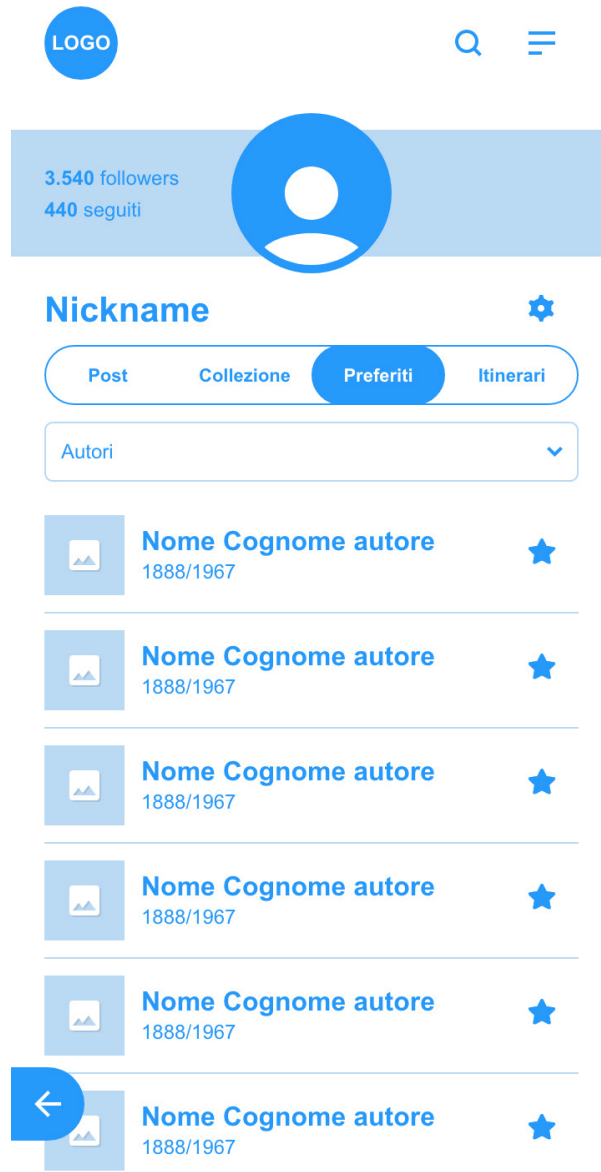 LOGO
3.540 followers
440 seguiti
Nickname
Post Collezione Preferiti Itinerari
Autori
Nome Cognome autore
1888/1967
Nome Cognome autore
1888/1967
Nome Cognome autore
1888/1967
Nome Cognome autore
1888/1967
Nome Cognome autore
1888/1967
Nome Cognome autore
1888/1967